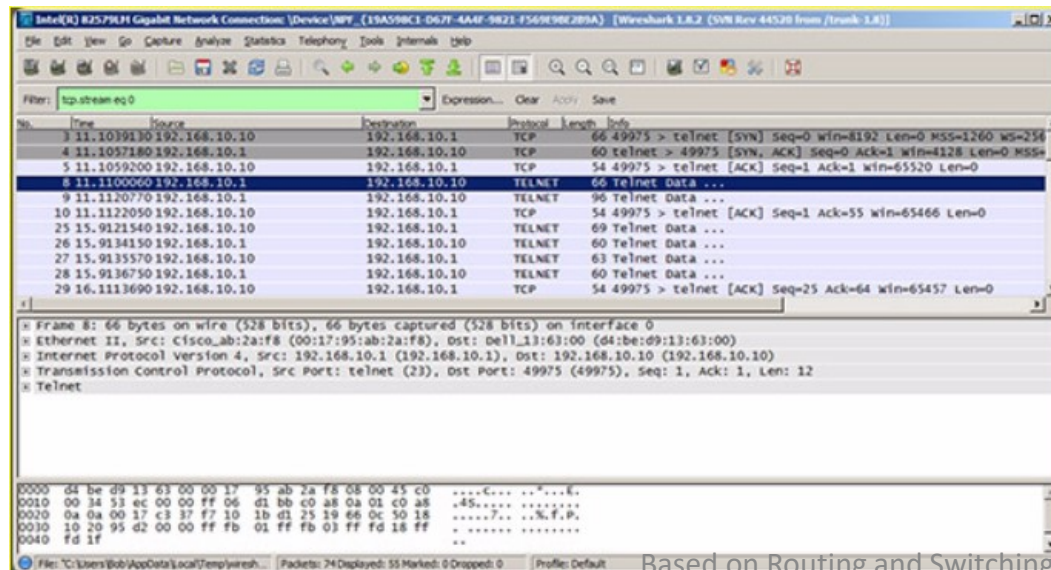 Intel(R) 82579LM Gigabit Network Connection: \Device\NPF_{19A598C1-D67F-4A4F-9821-F569E9BE2B9A} [Wireshark 1.8.2 (SVN Rev 44520 from /trunk-1.8)]
File Edit View Go Capture Analyze Statistics Telephony Tools Internals Help
Filter: tcp.stream eq 0 Expression... Clear Apply Save
No. Time Source Destination Protocol Length Info
3 11.1039130 192.168.10.10 192.168.10.1 TCP 66 49975 > telnet [SYN] Seq=0 Win=8192 Len=0 MSS=1260 WS=256
4 11.1057180 192.168.10.1 192.168.10.10 TCP 60 telnet > 49975 [SYN, ACK] Seq=0 Ack=1 Win=4128 Len=0 MSS=
5 11.1059200 192.168.10.10 192.168.10.1 TCP 54 49975 > telnet [ACK] Seq=1 Ack=1 Win=65520 Len=0
8 11.1100060 192.168.10.1 192.168.10.10 TELNET 66 Telnet Data ...
9 11.1120770 192.168.10.1 192.168.10.10 TELNET 96 Telnet Data ...
10 11.1122050 192.168.10.10 192.168.10.1 TCP 54 49975 > telnet [ACK] Seq=1 Ack=55 Win=65466 Len=0
25 15.9121540 192.168.10.10 192.168.10.1 TELNET 69 Telnet Data ...
26 15.9134150 192.168.10.1 192.168.10.10 TELNET 60 Telnet Data ...
27 15.9135570 192.168.10.10 192.168.10.1 TELNET 63 Telnet Data ...
28 15.9136750 192.168.10.1 192.168.10.10 TELNET 60 Telnet Data ...
29 16.1113690 192.168.10.10 192.168.10.1 TCP 54 49975 > telnet [ACK] Seq=25 Ack=64 Win=65457 Len=0
Frame 8: 66 bytes on wire (528 bits), 66 bytes captured (528 bits) on interface 0
Ethernet II, Src: Cisco_ab:2a:f8 (00:17:95:ab:2a:f8), Dst: Dell_13:63:00 (d4:be:d9:13:63:00)
Internet Protocol Version 4, Src: 192.168.10.1 (192.168.10.1), Dst: 192.168.10.10 (192.168.10.10)
Transmission Control Protocol, Src Port: telnet (23), Dst Port: 49975 (49975), Seq: 1, Ack: 1, Len: 12
Telnet
0000 d4 be d9 13 63 00 00 17 95 ab 2a f8 08 00 45 c0 ....c... ..*...E.
0010 00 34 53 ec 00 00 ff 06 d1 bb c0 a8 0a 01 c0 a8 .4S..... ........
0020 0a 0a 00 17 c3 37 f7 10 1b d1 25 19 66 0c 50 18 .....7.. ..%.f.P.
0030 10 20 95 d2 00 00 ff fb 01 ff fb 03 ff fd 18 ff . ...... ........
0040 fd 1f ..
File: "C:\Users\Bob\AppData\Local\Temp\wiresh... Packets: 74 Displayed: 55 Marked: 0 Dropped: 0 Profile: Default
Based on Routing and Switching